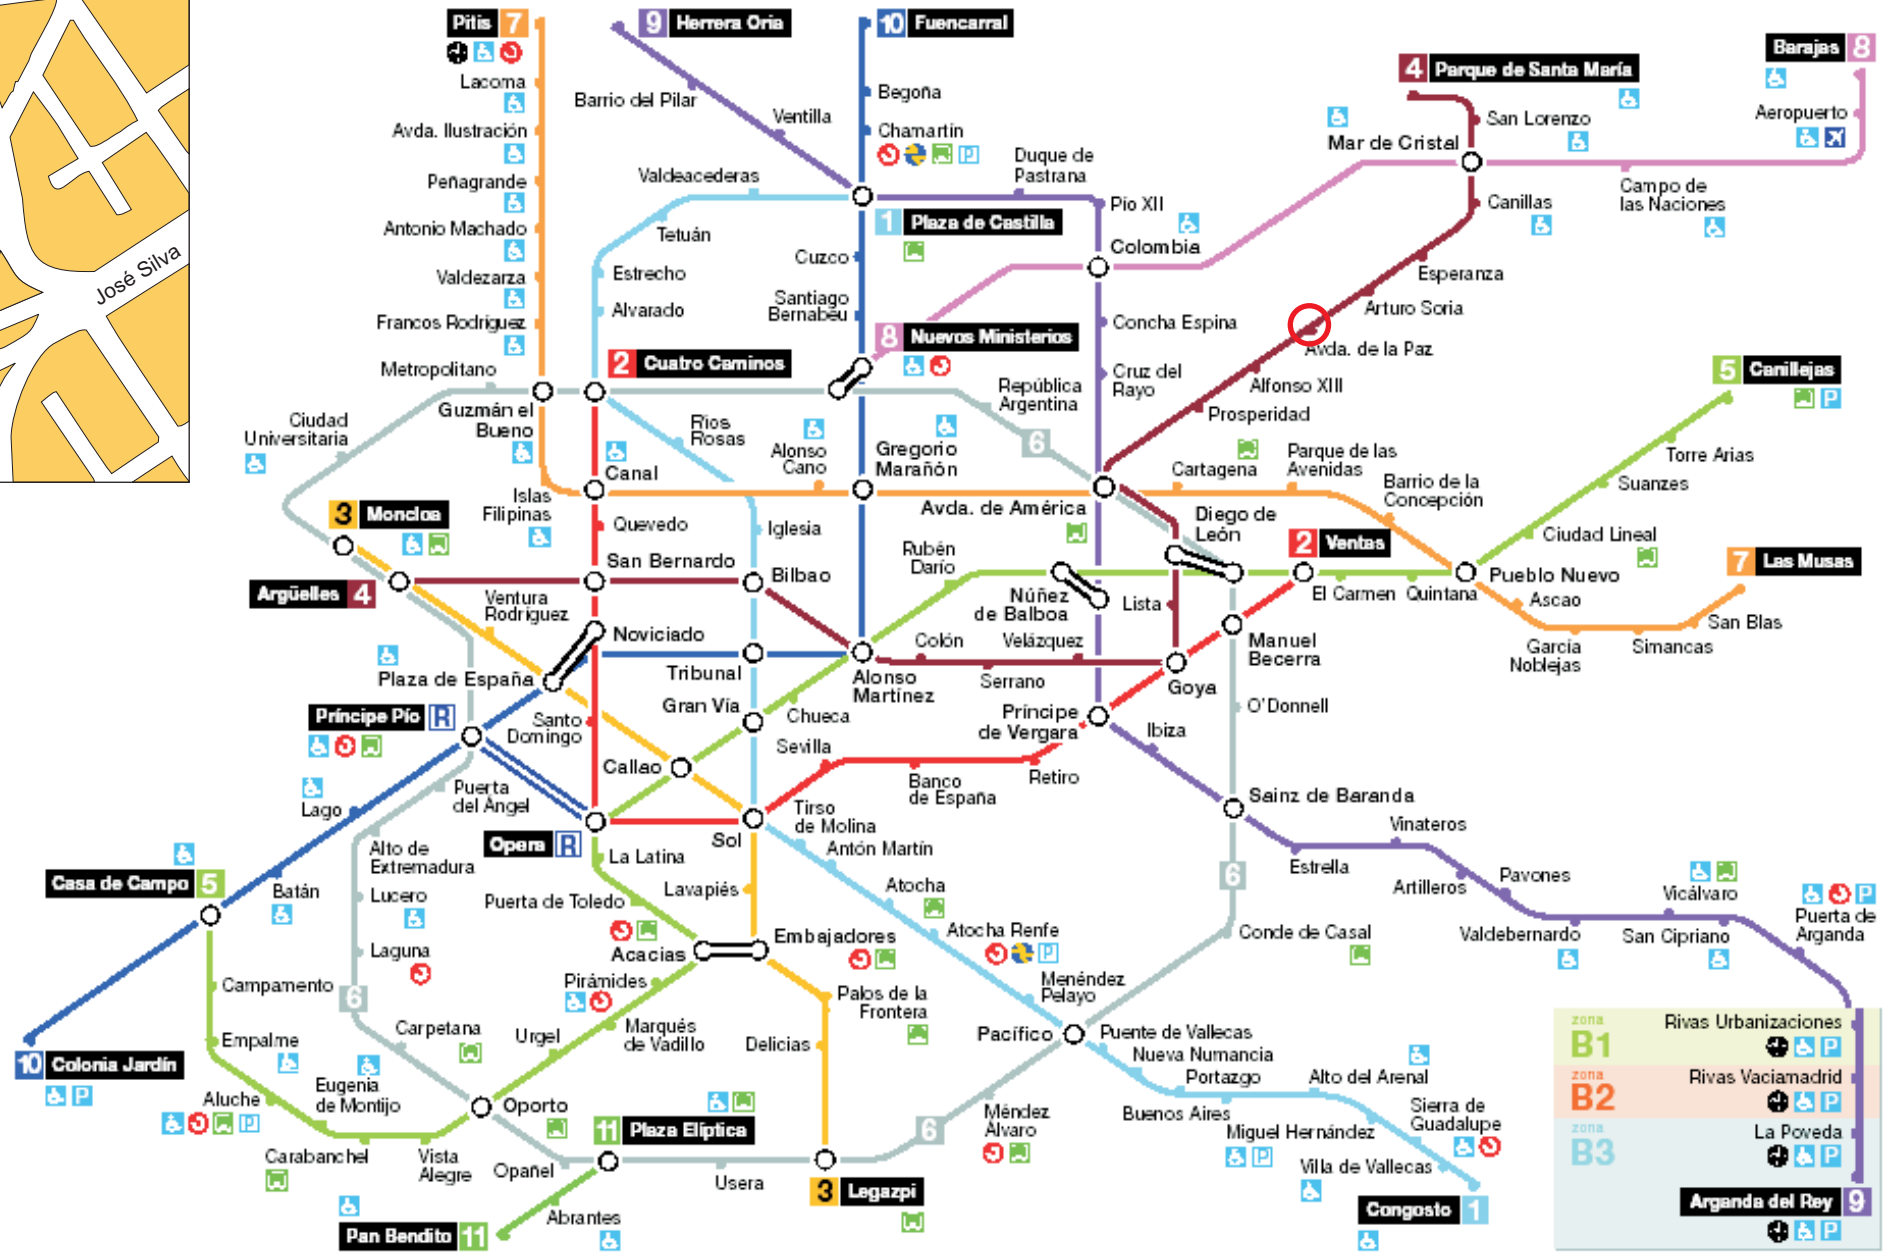 José Silva
Pitis 7
9 Herrera Oria
10 Fuencarral
4 Parque de Santa María
Barajas 8
Lacoma
Avda. Ilustración
Peñagrande
Antonio Machado
Valdezarza
Francos Rodríguez
Barrio del Pilar
Ventilla
Begoña
Chamartín
P
Duque de
Pastrana
Valdeacederas
Tetuán
Estrecho
Alvarado
1 Plaza de Castilla
Cuzco
Santiago
Bernabéu
Pío XII
Colombia
Concha Espina
Cruz del
Rayo
Mar de Cristal
San Lorenzo
Canillas
Campo de
las Naciones
Aeropuerto
Esperanza
Arturo Soria
Avda. de la Paz
Alfonso XIII
Prosperidad
8 Nuevos Ministerios
2 Cuatro Caminos
Metropolitano
Guzmán el
Bueno
Ciudad
Universitaria
Ríos
Rosas
Alonso
Cano
Gregorio
Marañón
República
Argentina
6
Canal
Islas
Filipinas
Quevedo
Iglesia
Avda. de América
Cartagena
Parque de las
Avenidas
Barrio de la
Concepción
5 Canillejas
P
Torre Arias
Suanzes
Ciudad Lineal
7 Las Musas
3 Moncloa
Argüelles 4
San Bernardo
Bilbao
Rubén
Darío
Diego de
León
2 Ventas
El Carmen
Quintana
Pueblo Nuevo
Ascao
García
Noblejas
Simancas
San Blas
Ventura
Rodríguez
Noviciado
Plaza de España
Tribunal
Alonso
Martínez
Colón
Velázquez
Serrano
Núñez
de Balboa
Lista
Goya
Manuel
Becerra
O'Donnell
Príncipe Pío R
Santo
Domingo
Gran Vía
Chueca
Callao
Sevilla
Banco
de España
Retiro
Príncipe
de Vergara
Ibiza
Sainz de Baranda
Lago
Puerta
del Ángel
Opera R
Sol
Tirso
de Molina
Antón Martín
Atocha
Atocha Renfe
P
Menéndez
Pelayo
Pacífico
Casa de Campo 5
Batán
Alto de
Extremadura
Lucero
Laguna
6
La Latina
Puerta de Toledo
Lavapiés
Acacias
Embajadores
Pirámides
Marqués
de Vadillo
Urgel
Palos de la
Frontera
Delicias
6
Conde de Casal
Estrella
Vinateros
Artilleros
Pavones
Valdebernardo
Vicálvaro
San Cipriano
P
Puerta de
Arganda
10 Colonia Jardín
P
Campamento
Empalme
Aluche
P
Eugenia
de Montijo
Carpetana
Carabanchel
Vista
Alegre
Oporto
Opañel
11 Plaza Elíptica
Usera
Abrantes
Pan Bendito 11
3 Legazpi
6
Méndez
Álvaro
Puente de Vallecas
Nueva Numancia
Portazgo
Buenos Aires
Alto del Arenal
Miguel Hernández
P
Sierra de
Guadalupe
Villa de Vallecas
Congosto 1
zona
B1
Rivas Urbanizaciones
P
zona
B2
Rivas Vaciamadrid
P
zona
B3
La Poveda
P
Arganda del Rey 9
P